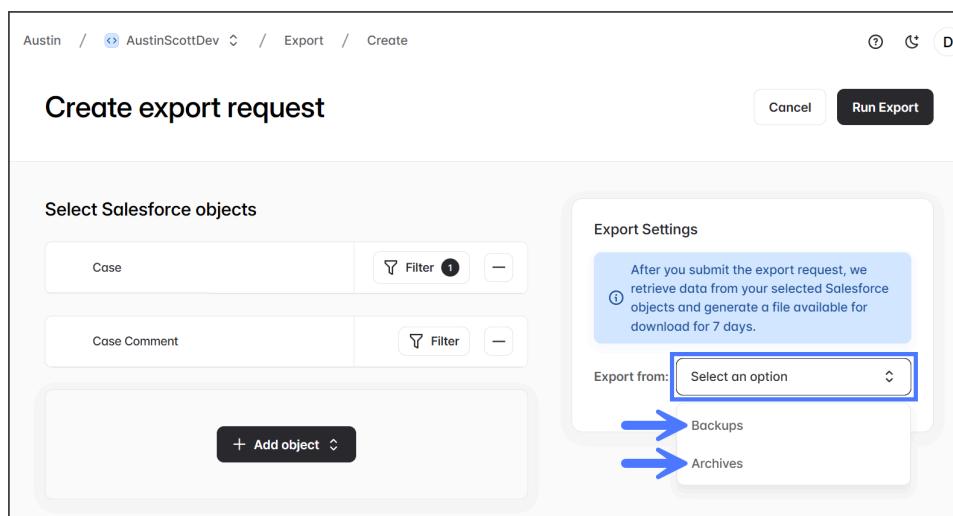 Austin / AustinScottDev / Export / Create
D
Create export request
Cancel
Run Export
Select Salesforce objects
Case
Filter 1
Case Comment
Filter
+ Add object
Export Settings
After you submit the export request, we
retrieve data from your selected Salesforce
objects and generate a file available for
download for 7 days.
Export from: Select an option
Backups
Archives